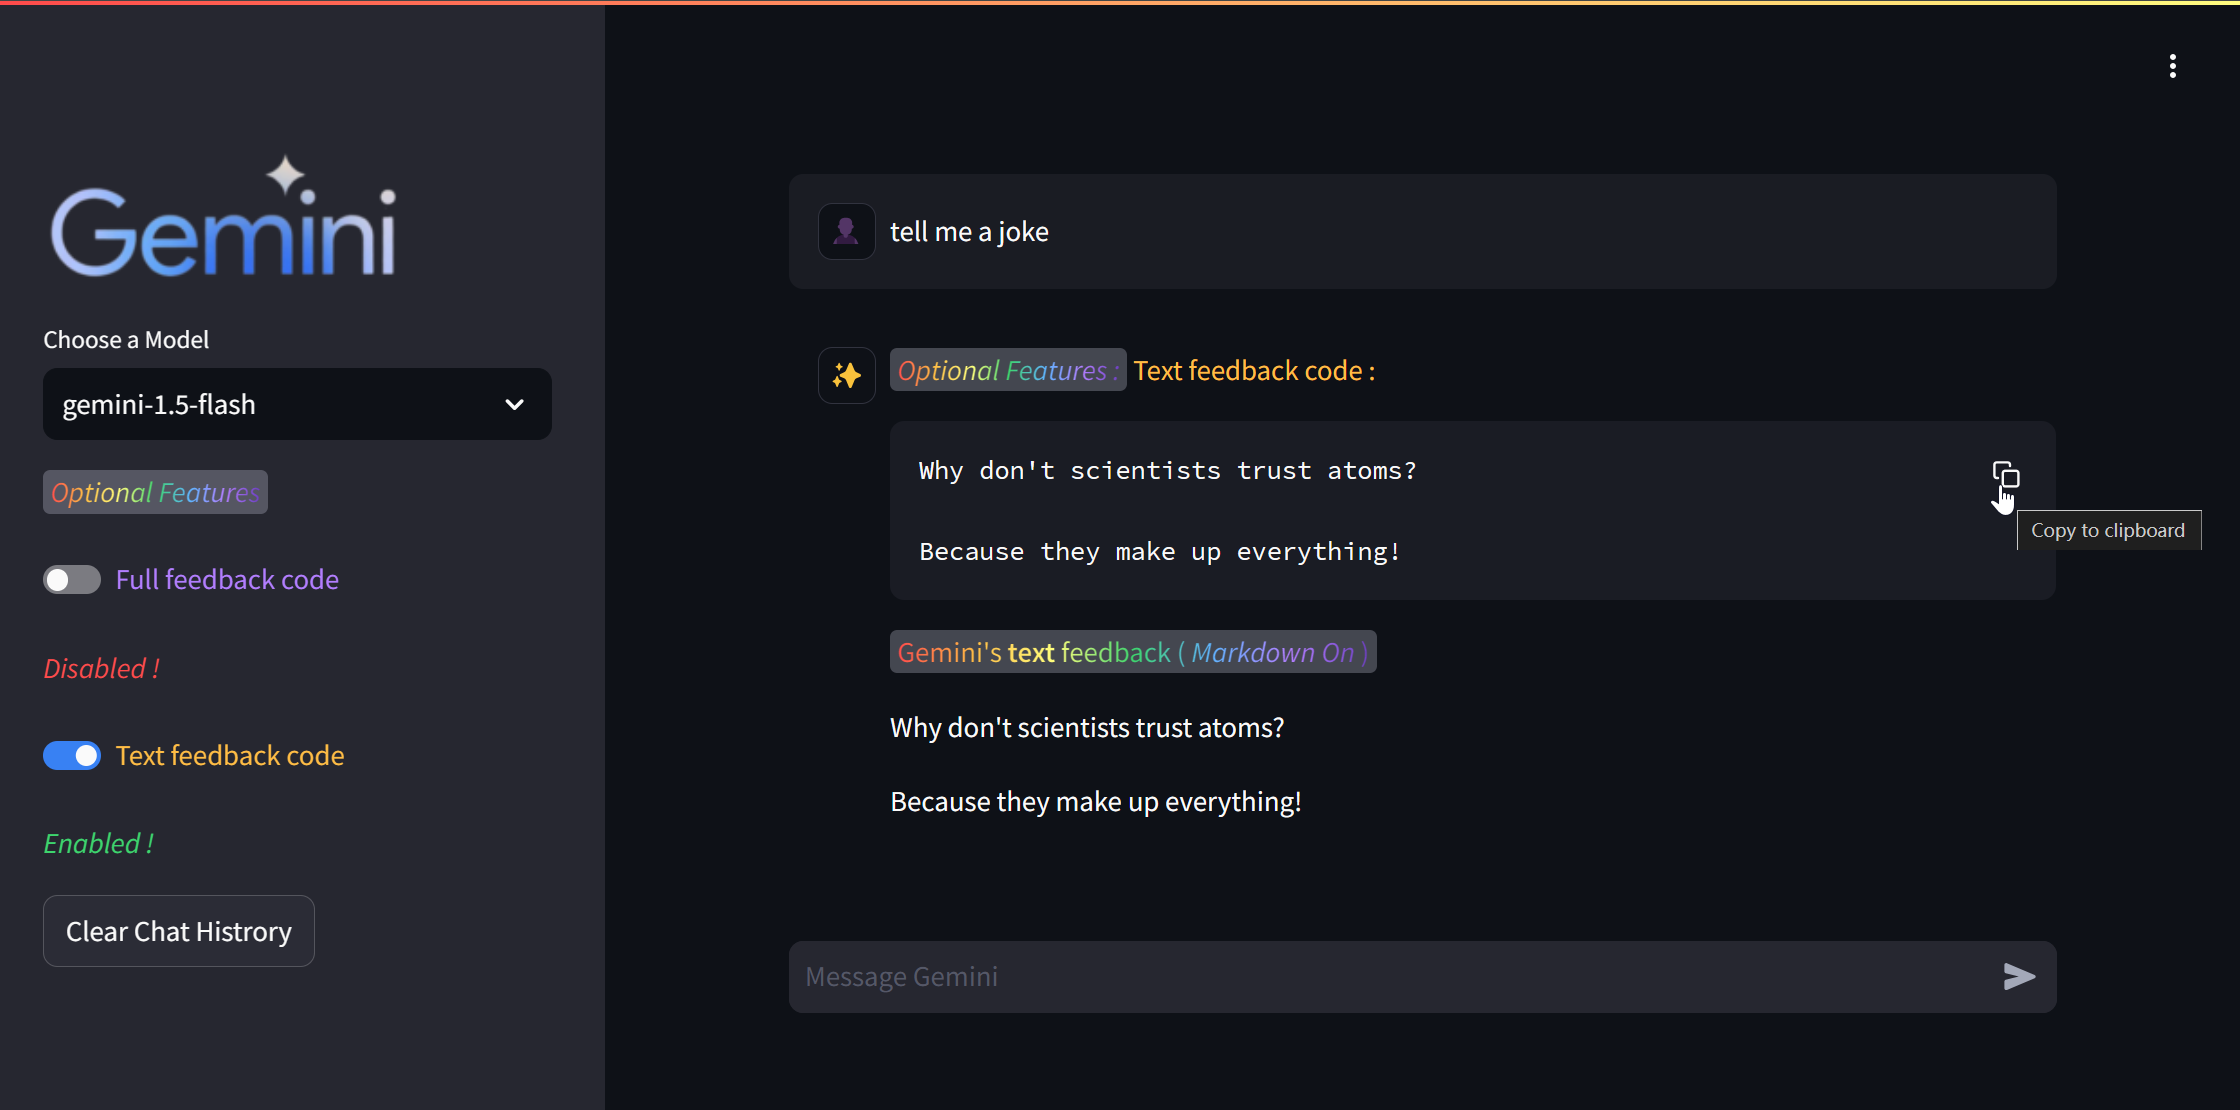 Gemini
Choose a Model
gemini-1.5-flash
Optional Features
Full feedback code
Disabled !
Text feedback code
Enabled !
Clear Chat Histrory
tell me a joke
Optional Features : Text feedback code :
Why don't scientists trust atoms?
Because they make up everything!
Copy to clipboard
Gemini's text feedback ( Markdown On )
Why don't scientists trust atoms?
Because they make up everything!
Message Gemini